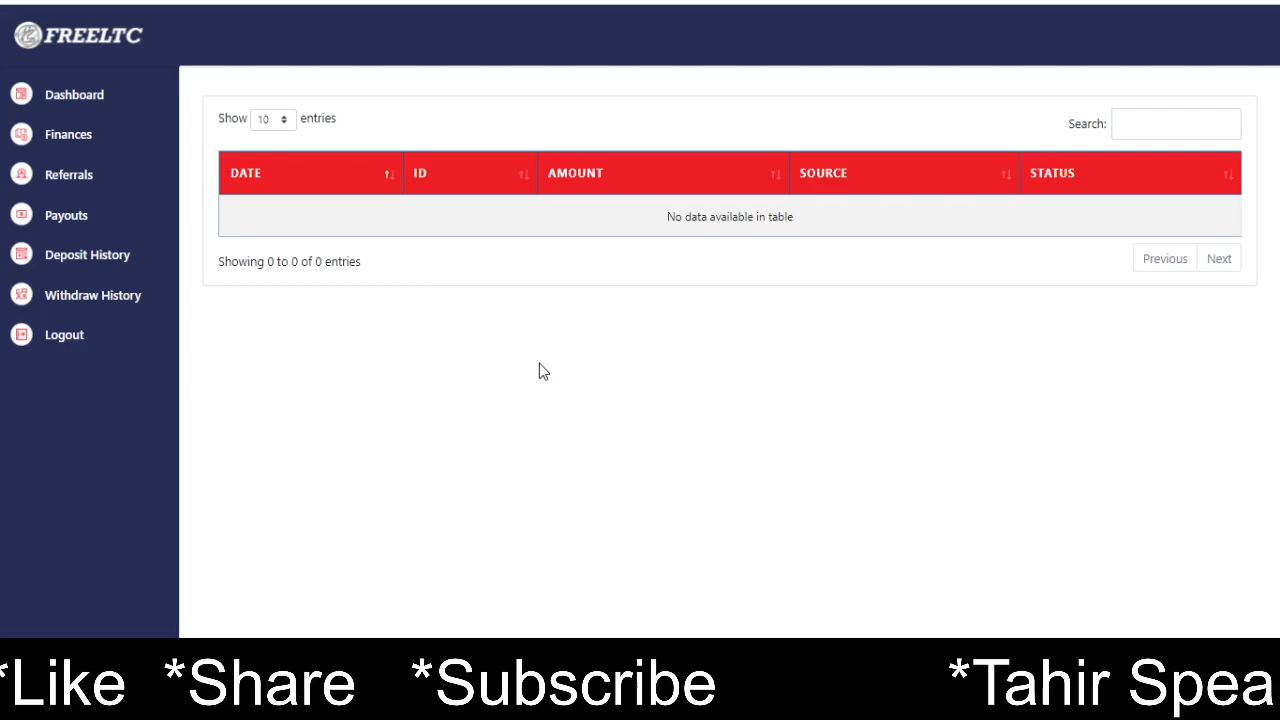 FREELTC
Dashboard
Finances
Referrals
Payouts
Deposit History
Withdraw History
Logout
Show 10 entries
Search:
DATE ID AMOUNT SOURCE STATUS
No data available in table
Showing 0 to 0 of 0 entries
Previous Next
*Like *Share *Subscribe *Tahir Spea